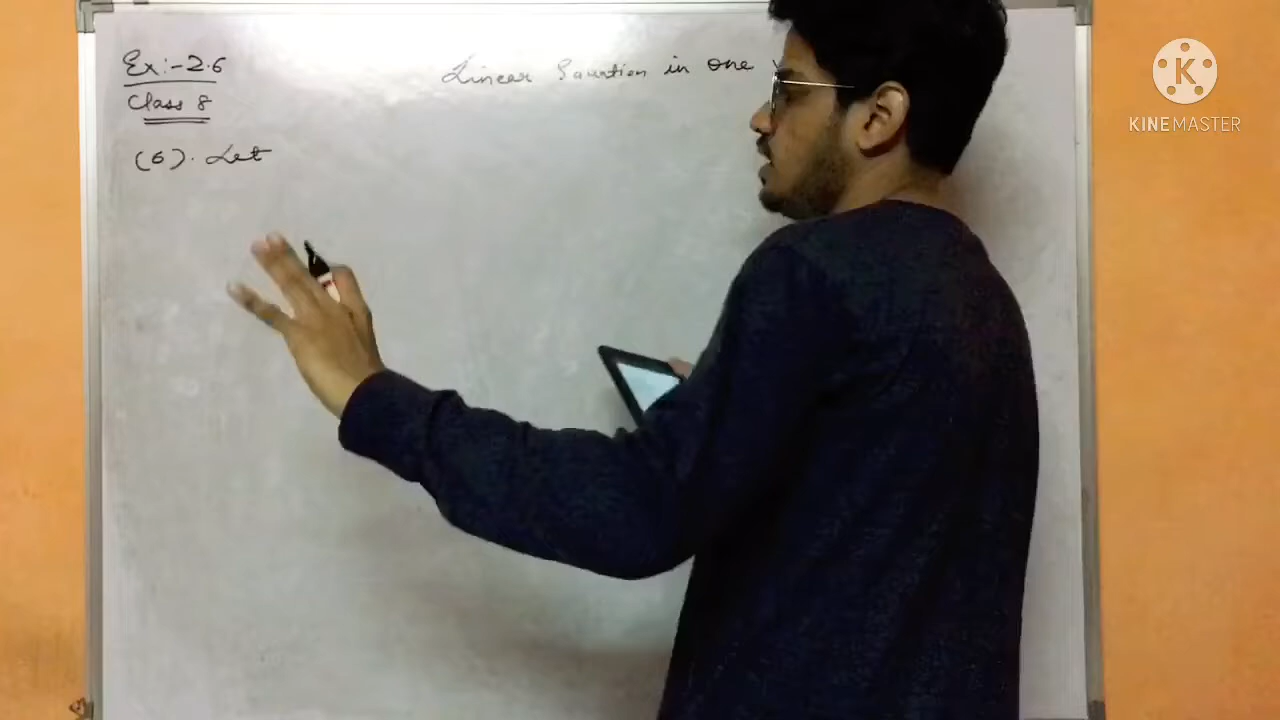 Ex:-2.6
Class 8
Linear Equation in one
(6). Let
K
KINEMASTER